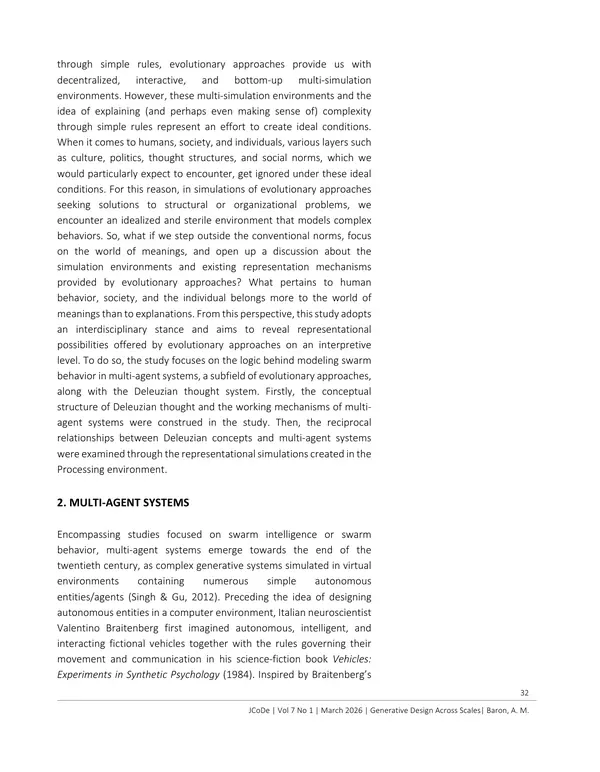 through simple rules, evolutionary approaches provide us with
decentralized, interactive, and bottom-up multi-simulation
environments. However, these multi-simulation environments and the
idea of explaining (and perhaps even making sense of) complexity
through simple rules represent an effort to create ideal conditions.
When it comes to humans, society, and individuals, various layers such
as culture, politics, thought structures, and social norms, which we
would particularly expect to encounter, get ignored under these ideal
conditions. For this reason, in simulations of evolutionary approaches
seeking solutions to structural or organizational problems, we
encounter an idealized and sterile environment that models complex
behaviors. So, what if we step outside the conventional norms, focus
on the world of meanings, and open up a discussion about the
simulation environments and existing representation mechanisms
provided by evolutionary approaches? What pertains to human
behavior, society, and the individual belongs more to the world of
meanings than to explanations. From this perspective, this study adopts
an interdisciplinary stance and aims to reveal representational
possibilities offered by evolutionary approaches on an interpretive
level. To do so, the study focuses on the logic behind modeling swarm
behavior in multi-agent systems, a subfield of evolutionary approaches,
along with the Deleuzian thought system. Firstly, the conceptual
structure of Deleuzian thought and the working mechanisms of multi-
agent systems were construed in the study. Then, the reciprocal
relationships between Deleuzian concepts and multi-agent systems
were examined through the representational simulations created in the
Processing environment.
2. MULTI-AGENT SYSTEMS
Encompassing studies focused on swarm intelligence or swarm
behavior, multi-agent systems emerge towards the end of the
twentieth century, as complex generative systems simulated in virtual
environments containing numerous simple autonomous
entities/agents (Singh & Gu, 2012). Preceding the idea of designing
autonomous entities in a computer environment, Italian neuroscientist
Valentino Braitenberg first imagined autonomous, intelligent, and
interacting fictional vehicles together with the rules governing their
movement and communication in his science-fiction book Vehicles:
Experiments in Synthetic Psychology (1984). Inspired by Braitenberg's
32
JCoDe | Vol 7 No 1 | March 2026 | Generative Design Across Scales| Baron, A. M.